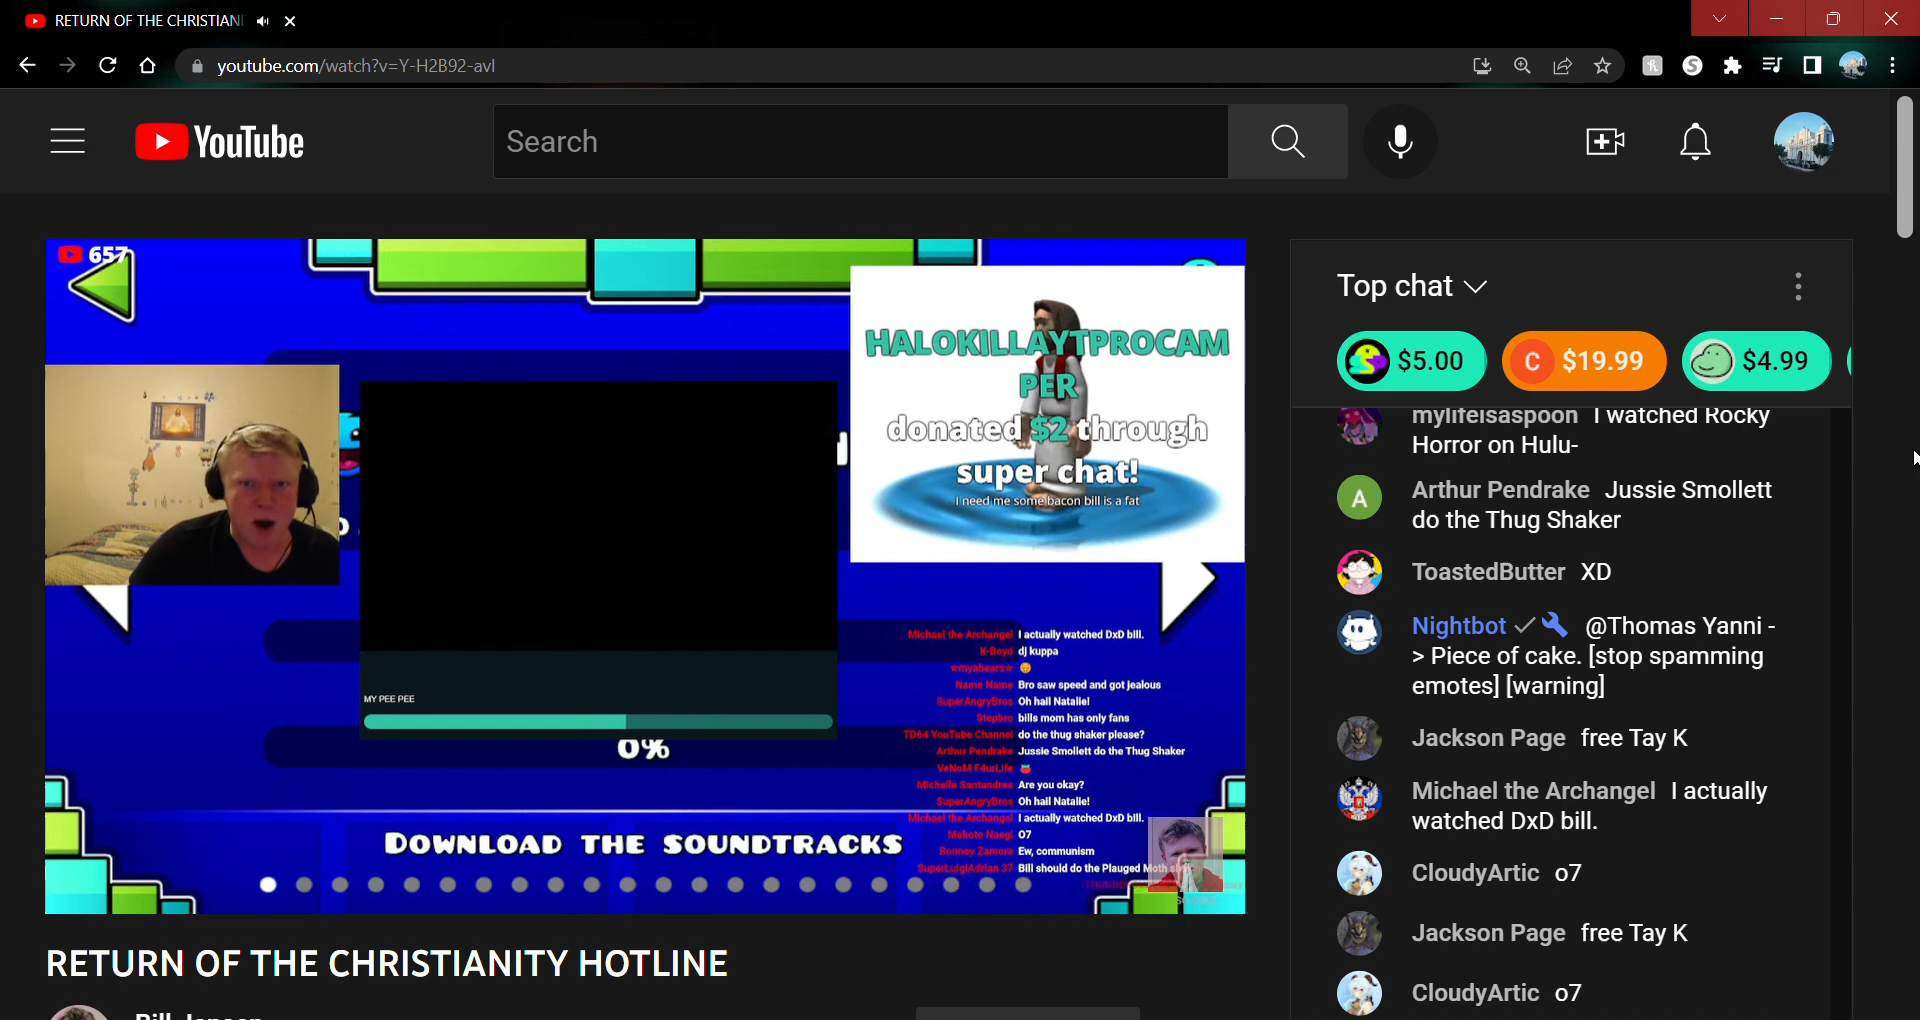 RETURN OF THE CHRISTIAN
youtube.com/watch?v=Y-H2B92-avI
YouTube
Search
657
HALOKILLAYTPROCAM
PER
donated $2 through
super chat!
I need me some bacon bill is a fat
MY PEE PEE
0%
DOWNLOAD THE SOUNDTRACKS
Michael the Archangel I actually watched DxD bill.
K-Boyd dj kuppa
☆myabears☆ 😊
Name Name Bro saw speed and got jealous
SuperAngryBros Oh hail Natalie!
Stepbro bills mom has only fans
TD64 YouTube Channel do the thug shaker please?
Arthur Pendrake Jussie Smollett do the Thug Shaker
VeNoM F4urLife
Michelle Santandrea Are you okay?
SuperAngryBros Oh hail Natalie!
Michael the Archangel I actually watched DxD bill.
Makoto Naegi O7
Ronney Zamora Ew, communism
SuperLuigiAdrian 37 Bill should do the Plauged Moth
Top chat
$5.00
C $19.99
$4.99
mylifeisaspoon I watched Rocky
Horror on Hulu-
A Arthur Pendrake Jussie Smollett
do the Thug Shaker
ToastedButter XD
Nightbot @Thomas Yanni -
> Piece of cake. [stop spamming
emotes] [warning]
Jackson Page free Tay K
Michael the Archangel I actually
watched DxD bill.
CloudyArtic o7
Jackson Page free Tay K
CloudyArtic o7
RETURN OF THE CHRISTIANITY HOTLINE